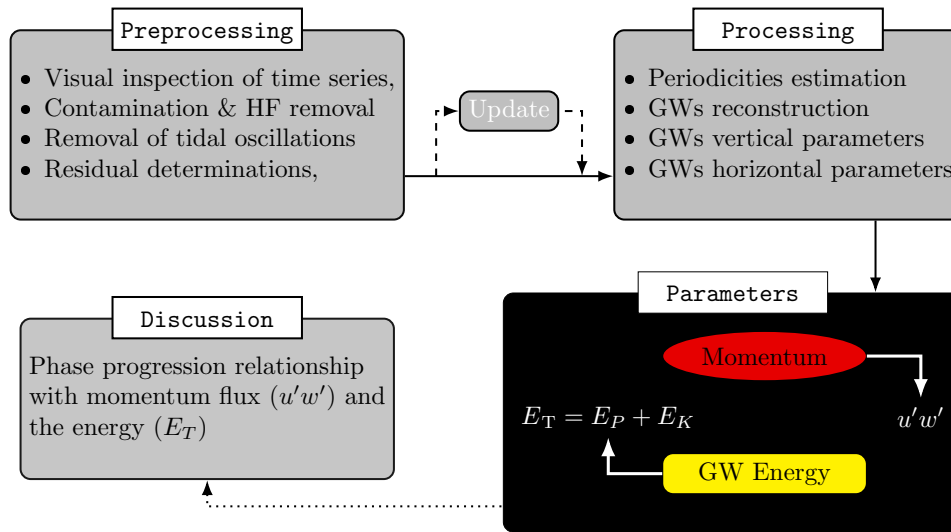 Preprocessing
• Visual inspection of time series,
• Contamination & HF removal
• Removal of tidal oscillations
• Residual determinations,
Update
Processing
• Periodicities estimation
• GWs reconstruction
• GWs vertical parameters
• GWs horizontal parameters
Parameters
Momentum
u′w′
E_T = E_P + E_K
GW Energy
Discussion
Phase progression relationship
with momentum flux (u′w′) and
the energy (E_T)